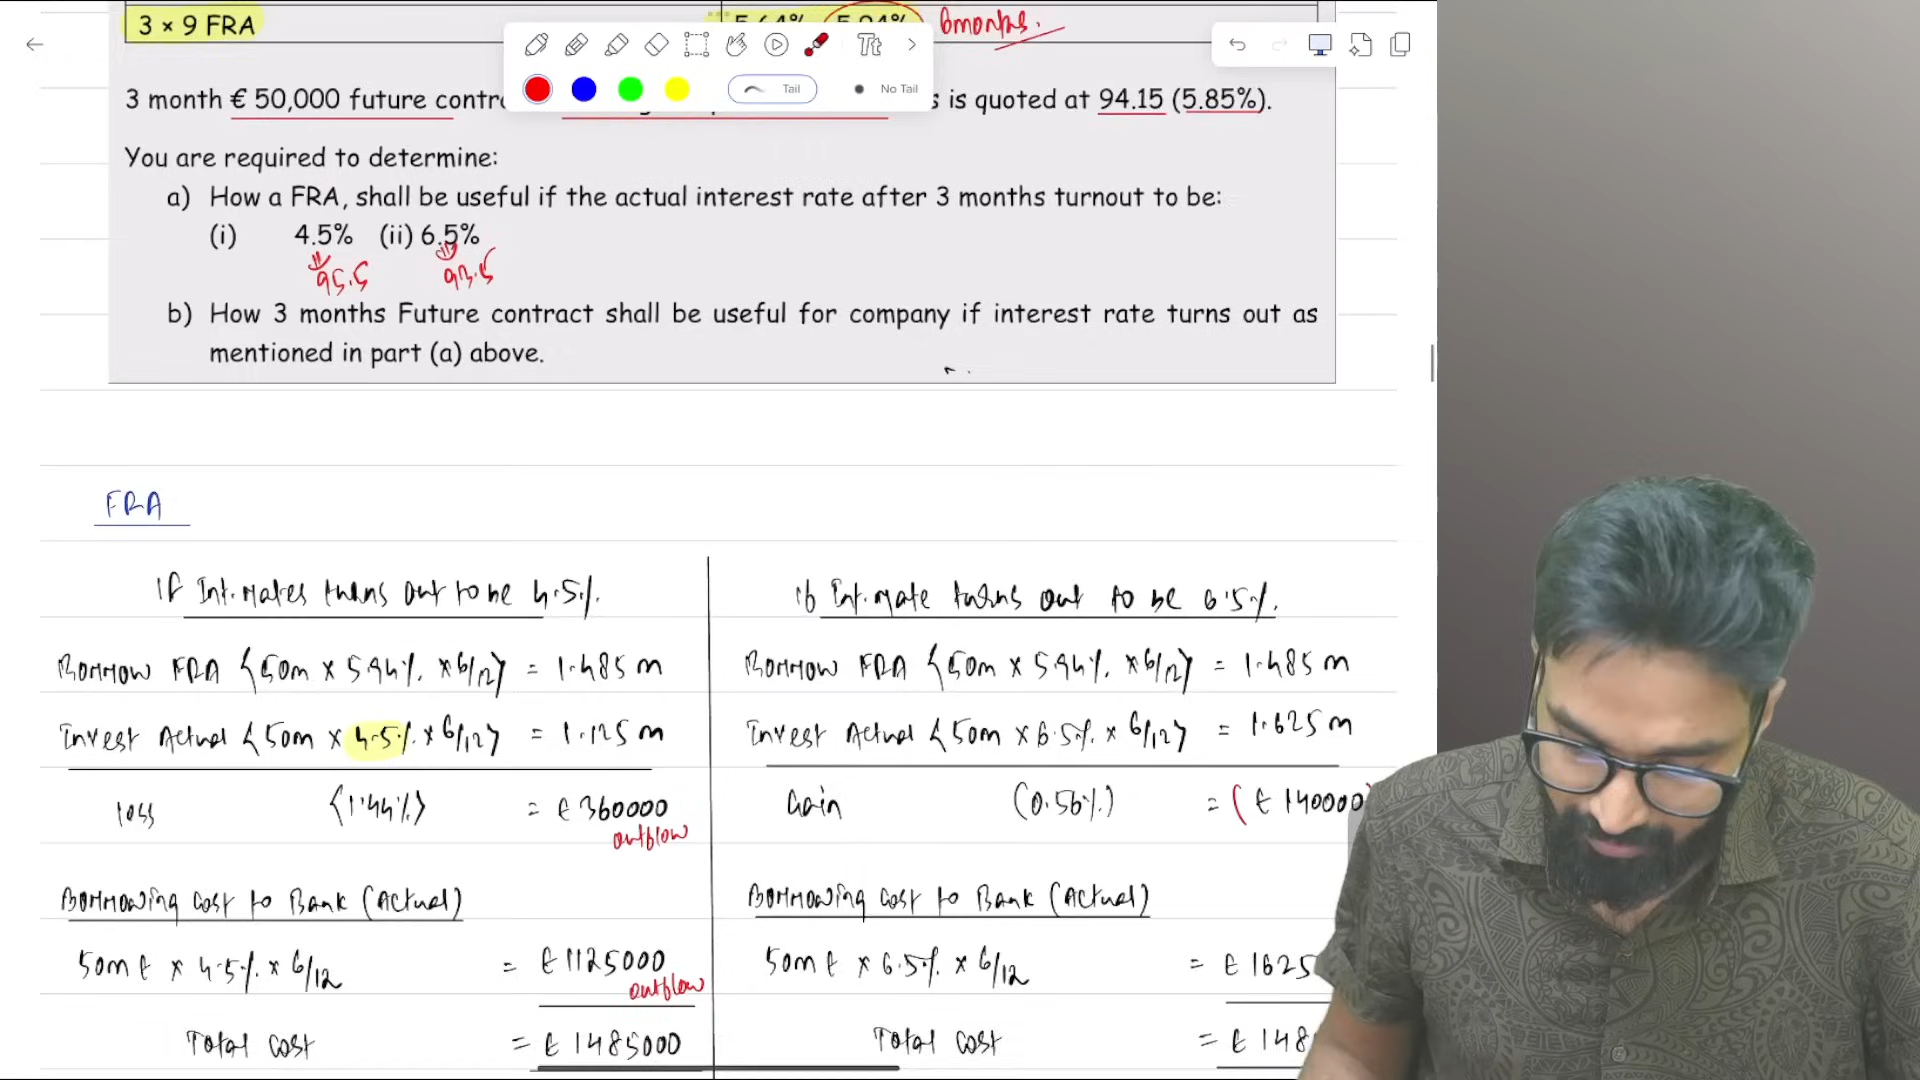 3 × 9 FRA
6months.
Tail
No Tail
3 month € 50,000 future contr
s is quoted at 94.15 (5.85%).
You are required to determine:
a) How a FRA, shall be useful if the actual interest rate after 3 months turnout to be:
(i) 4.5% (ii) 6.5%
95.5 93.5
b) How 3 months Future contract shall be useful for company if interest rate turns out as
mentioned in part (a) above.
FRA
If Int. Rates turns out to be 4.5%.
Borrow FRA {50m × 5.94% × 6/12} = 1.485 m
Invest Actual {50m × 4.5% × 6/12} = 1.125 m
loss (1.44%) = € 360000
outflow
Borrowing Cost to Bank (Actual)
50m € × 4.5% × 6/12 = € 1125000
outflow
Total Cost = € 1485000
If Int. Rate turns out to be 6.5%.
Borrow FRA {50m × 5.94% × 6/12} = 1.485 m
Invest Actual {50m × 6.5% × 6/12} = 1.625 m
Gain (0.56%) = (€ 140000
Borrowing Cost to Bank (Actual)
50m € × 6.5% × 6/12 = € 1625
Total Cost = € 148